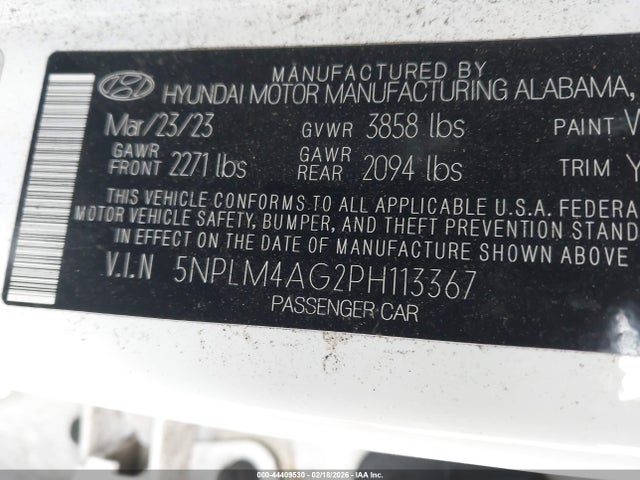 MANUFACTURED BY
HYUNDAI MOTOR MANUFACTURING ALABAMA,
Mar/23/23 GVWR 3858 lbs PAINT
GAWR FRONT 2271 lbs GAWR REAR 2094 lbs TRIM Y
THIS VEHICLE CONFORMS TO ALL APPLICABLE U.S.A. FEDERA
MOTOR VEHICLE SAFETY, BUMPER, AND THEFT PREVENTION STAND
IN EFFECT ON THE DATE OF MANUFACTURE SHOWN ABOVE
V.I.N 5NPLM4AG2PH113367
PASSENGER CAR
000-44409530 - 02/18/2026 - IAA Inc.